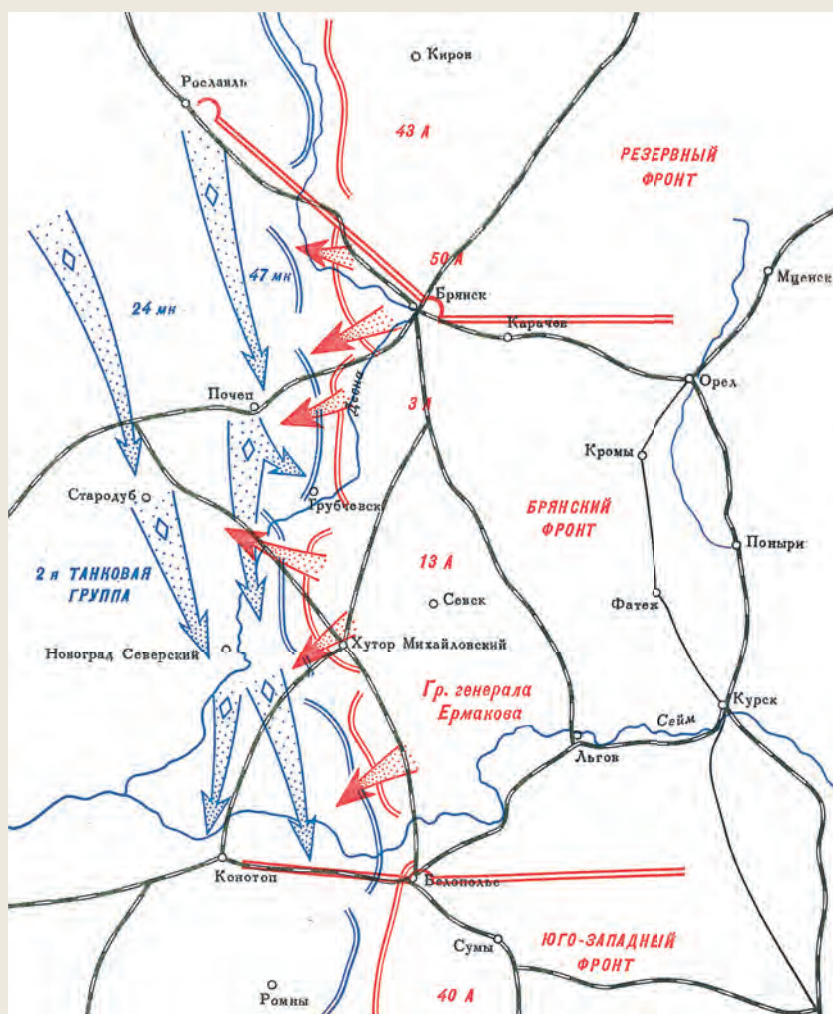 Киров
Рославль
43 А
РЕЗЕРВНЫЙ
ФРОНТ
50 А
47 мк
Мценск
24 мк
Брянск
Карачев
Орел
Почеп
Десна
3 А
Кромы
Стародуб
Трубчевск
БРЯНСКИЙ
ФРОНТ
Поныри
2 я ТАНКОВАЯ
ГРУППА
13 А
Севск
Фатеж
Новоград Северский
Хутор Михайловский
Гр. генерала
Ермакова
Сейм
Курск
Льгов
Конотоп
Белополье
Сумы
ЮГО-ЗАПАДНЫЙ
ФРОНТ
Ромны
40 А